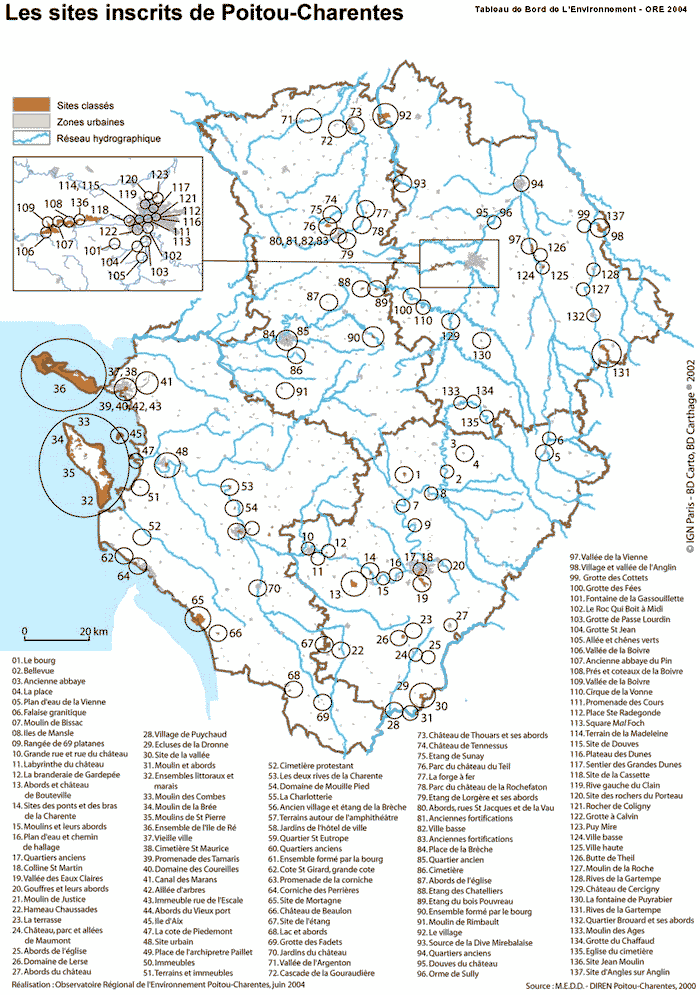 Les sites inscrits de Poitou-Charentes
Tableau de Bord de L'Environnement - ORE 2004
Sites classés
Zones urbaines
Réseau hydrographique
0 20 km
© IGN Paris - BD Carto, BD Carthage ® 2002
01. Le bourg
02. Bellevue
03. Ancienne abbaye
04. La place
05. Plan d'eau de la Vienne
06. Falaise granitique
07. Moulin de Bissac
08. Iles de Mansle
09. Rangée de 69 platanes
10. Grande rue et rue du château
11. Labyrinthe du château
12. La branderaie de Gardepée
13. Abords et château
de Bouteville
14. Sites des ponts et des bras
de la Charente
15. Moulins et leurs abords
16. Plan d'eau et chemin
de hallage
17. Quartiers anciens
18. Colline St Martin
19. Vallée des Eaux Claires
20. Gouffres et leurs abords
21. Moulin de Justice
22. Hameau Chaussades
23. La terrasse
24. Château, parc et allées
de Maumont
25. Abords de l'église
26. Domaine de Lerse
27. Abords du château
28. Village de Puychaud
29. Ecluses de la Dronne
30. Site de la vallée
31. Moulin et abords
32. Ensembles littoraux et
marais
33. Moulin des Combes
34. Moulin de la Brée
35. Moulins de St Pierre
36. Ensemble de l'Ile de Ré
37. Vieille ville
38. Cimetière St Maurice
39. Promenade des Tamaris
40. Domaine des Coureilles
41. Canal des Marans
42. Alllée d'arbres
43. Immeuble rue de l'Escale
44. Abords du Vieux port
45. Ile d'Aix
47. La cote de Piedemont
48. Site urbain
49. Place de l'archipretre Paillet
50. Immeubles
51. Terrains et immeubles
52. Cimetière protestant
53. Les deux rives de la Charente
54. Domaine de Mouille Pied
55. La Charlotterie
56. Ancien village et étang de la Brèche
57. Terrains autour de l'amphithéâtre
58. Jardins de l'hôtel de ville
59. Quartier St Eutrope
60. Quartiers anciens
61. Ensemble formé par la bourg
62. Cote St Girard, grande cote
63. Promenade de la corniche
64. Corniche des Perrières
65. Site de Mortagne
66. Château de Beaulon
67. Site de l'étang
68. Lac et abords
69. Grotte des Fadets
70. Jardins du château
71. Vallée de l'Argenton
72. Cascade de la Gouraudière
73. Château de Thouars et ses abords
74. Château de Tennessus
75. Etang de Sunay
76. Parc du château du Teil
77. La forge à fer
78. Parc du château de la Rochefaton
79. Etang de Lorgère et ses abords
80. Abords, rues St Jacques et de la Vau
81. Anciennes fortifications
82. Ville basse
83. Anciennes fortifications
84. Place de la Brèche
85. Quartier ancien
86. Cimetière
87. Abords de l'église
88. Etang des Chatelliers
89. Etang du bois Pouvreau
90. Ensemble formé par le bourg
91. Moulin de Rimbault
92. Le village
93. Source de la Dive Mirebalaise
94. Quartiers anciens
95. Douves du château
96. Orme de Sully
97. Vallée de la Vienne
98. Village et vallée de l'Anglin
99. Grotte des Cottets
100. Grotte des Fées
101. Fontaine de la Gassouillette
102. Le Roc Qui Boit à Midi
103. Grotte de Passe Lourdin
104. Grotte St Jean
105. Allée et chênes verts
106. Vallée de la Boivre
107. Ancienne abbaye du Pin
108. Prés et coteaux de la Boivre
109. Vallée de la Boivre
110. Cirque de la Vonne
111. Promenade des Cours
112. Place Ste Radegonde
113. Square Mal Foch
114. Terrain de la Madeleine
115. Site de Douves
116. Plateau des Dunes
117. Sentier des Grandes Dunes
118. Site de la Cassette
119. Rive gauche du Clain
120. Site des rochers du Porteau
121. Rocher de Coligny
122. Grotte à Calvin
123. Puy Mire
124. Ville basse
125. Ville haute
126. Butte de Theil
127. Moulin de la Roche
128. Rives de la Gartempe
129. Château de Cercigny
130. La fontaine de Puyrabier
131. Rives de la Gartempe
132. Quartier Brouard et ses abords
133. Moulin des Ages
134. Grotte du Chaffaud
135. Eglise du cimetière
136. Site Jean Moulin
137. Site d'Angles sur Anglin
Réalisation : Observatoire Régional de l'Environnement Poitou-Charentes, juin 2004
Source : M.E.D.D. - DIREN Poitou-Charentes, 2000